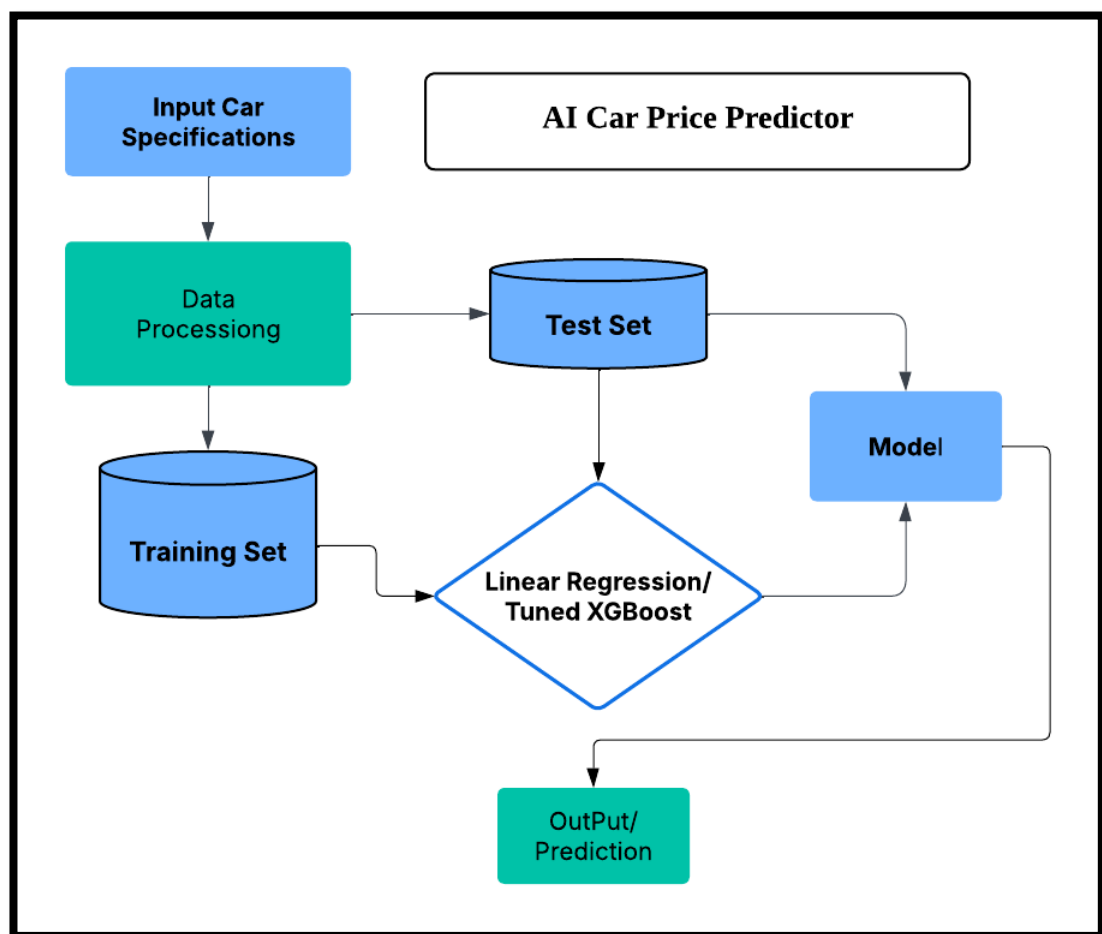 Input Car
Specifications
AI Car Price Predictor
Data
Processiong
Test Set
Model
Training Set
Linear Regression/
Tuned XGBoost
OutPut/
Prediction